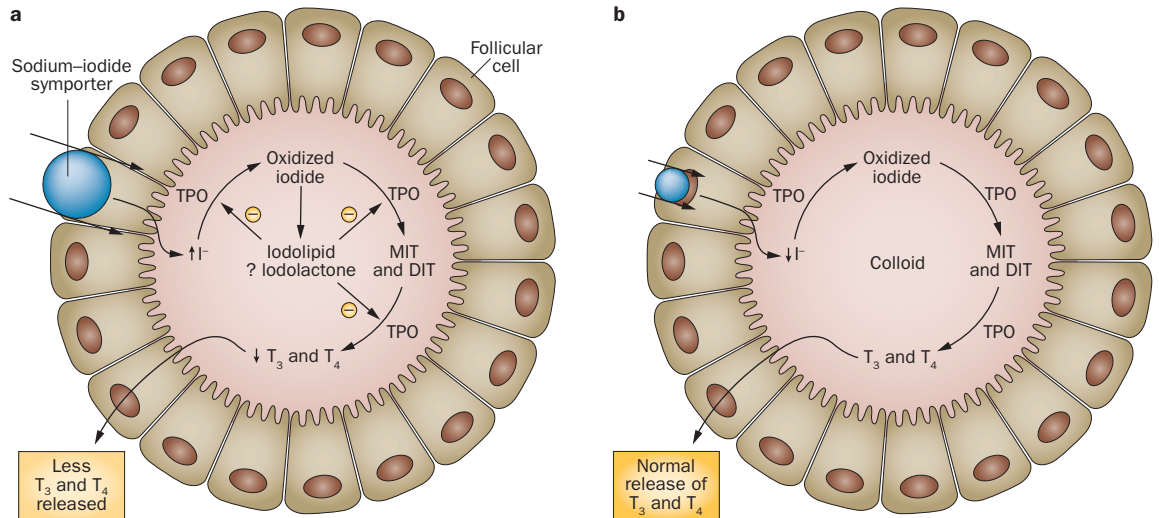 a
Sodium–iodide
symporter
Follicular
cell
Oxidized
iodide
TPO
TPO
–
–
↑I⁻
Iodolipid
? Iodolactone
MIT
and DIT
–
TPO
↓ T₃ and T₄
Less
T₃ and T₄
released
b
Oxidized
iodide
TPO
TPO
↓I⁻
Colloid
MIT
and DIT
TPO
T₃ and T₄
Normal
release of
T₃ and T₄